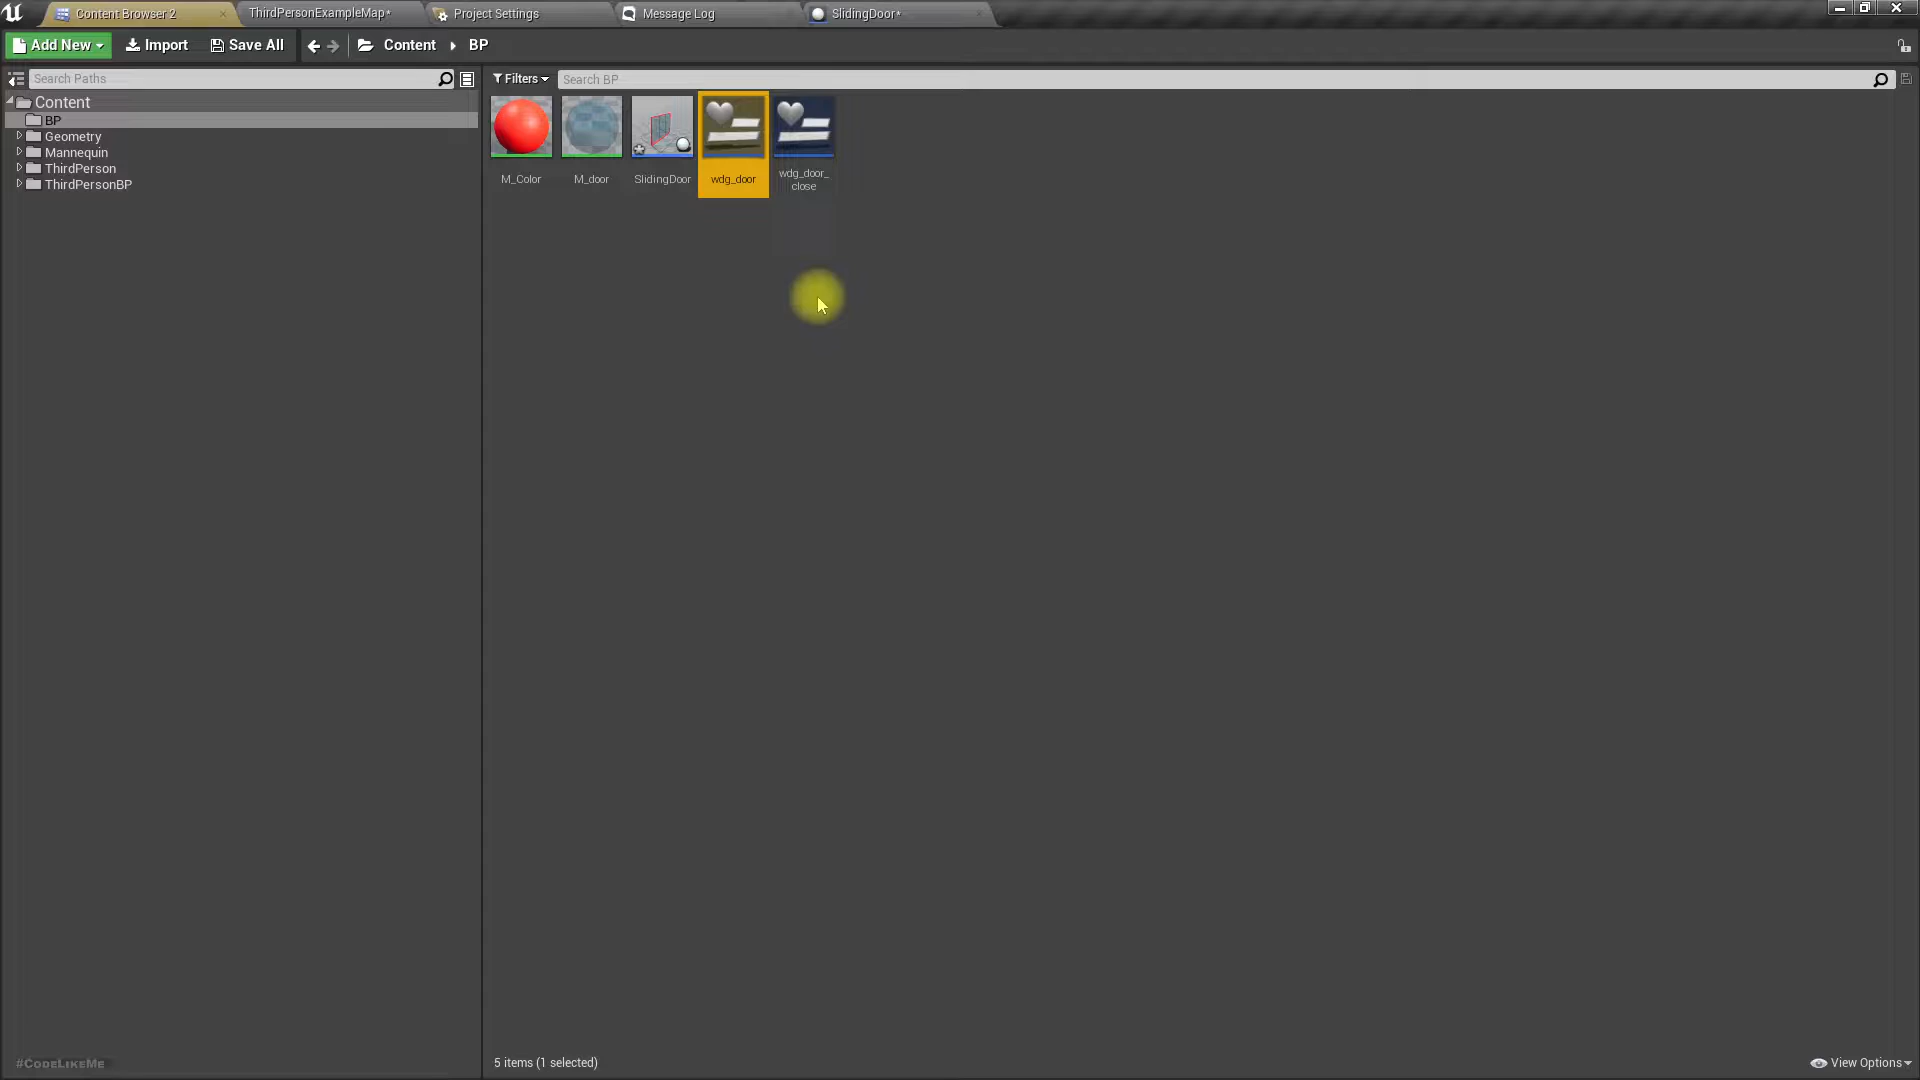 Content Browser 2
ThirdPersonExampleMap*
Project Settings
Message Log
SlidingDoor*
Add New
Import
Save All
Content
BP
Search Paths
Filters
Search BP
Content
BP
Geometry
Mannequin
ThirdPerson
ThirdPersonBP
M_Color
M_door
SlidingDoor
wdg_door
wdg_door_
close
#CodeLikeMe
5 items (1 selected)
View Options